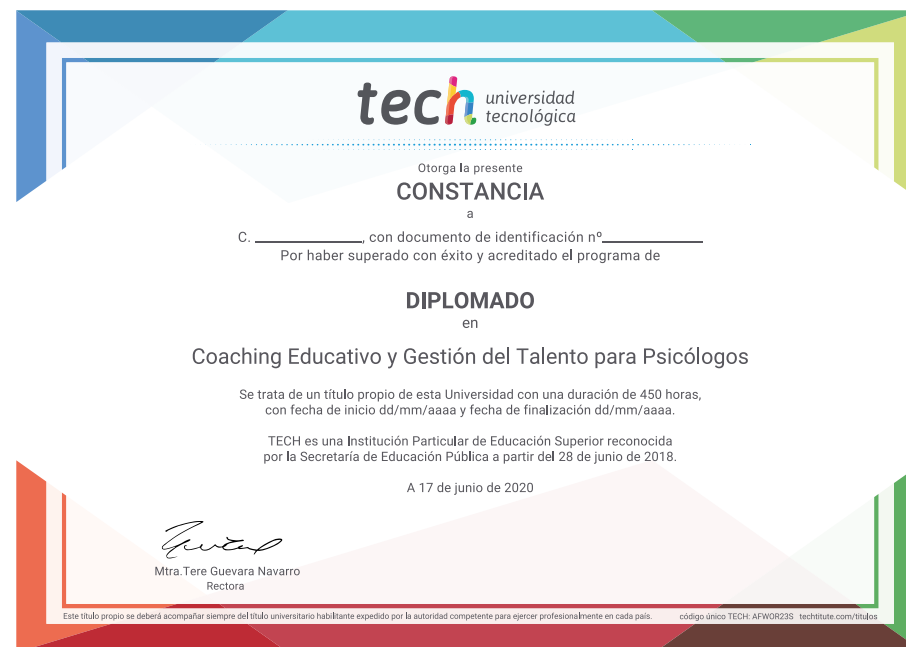 tech universidad
tecnológica
Otorga la presente
CONSTANCIA
a
C. ______________, con documento de identificación nº_____________
Por haber superado con éxito y acreditado el programa de
DIPLOMADO
en
Coaching Educativo y Gestión del Talento para Psicólogos
Se trata de un título propio de esta Universidad con una duración de 450 horas,
con fecha de inicio dd/mm/aaaa y fecha de finalización dd/mm/aaaa.
TECH es una Institución Particular de Educación Superior reconocida
por la Secretaría de Educación Pública a partir del 28 de junio de 2018.
A 17 de junio de 2020
Mtra.Tere Guevara Navarro
Rectora
Este título propio se deberá acompañar siempre del título universitario habilitante expedido por la autoridad competente para ejercer profesionalmente en cada país. código único TECH: AFWOR23S techtitute.com/titulos